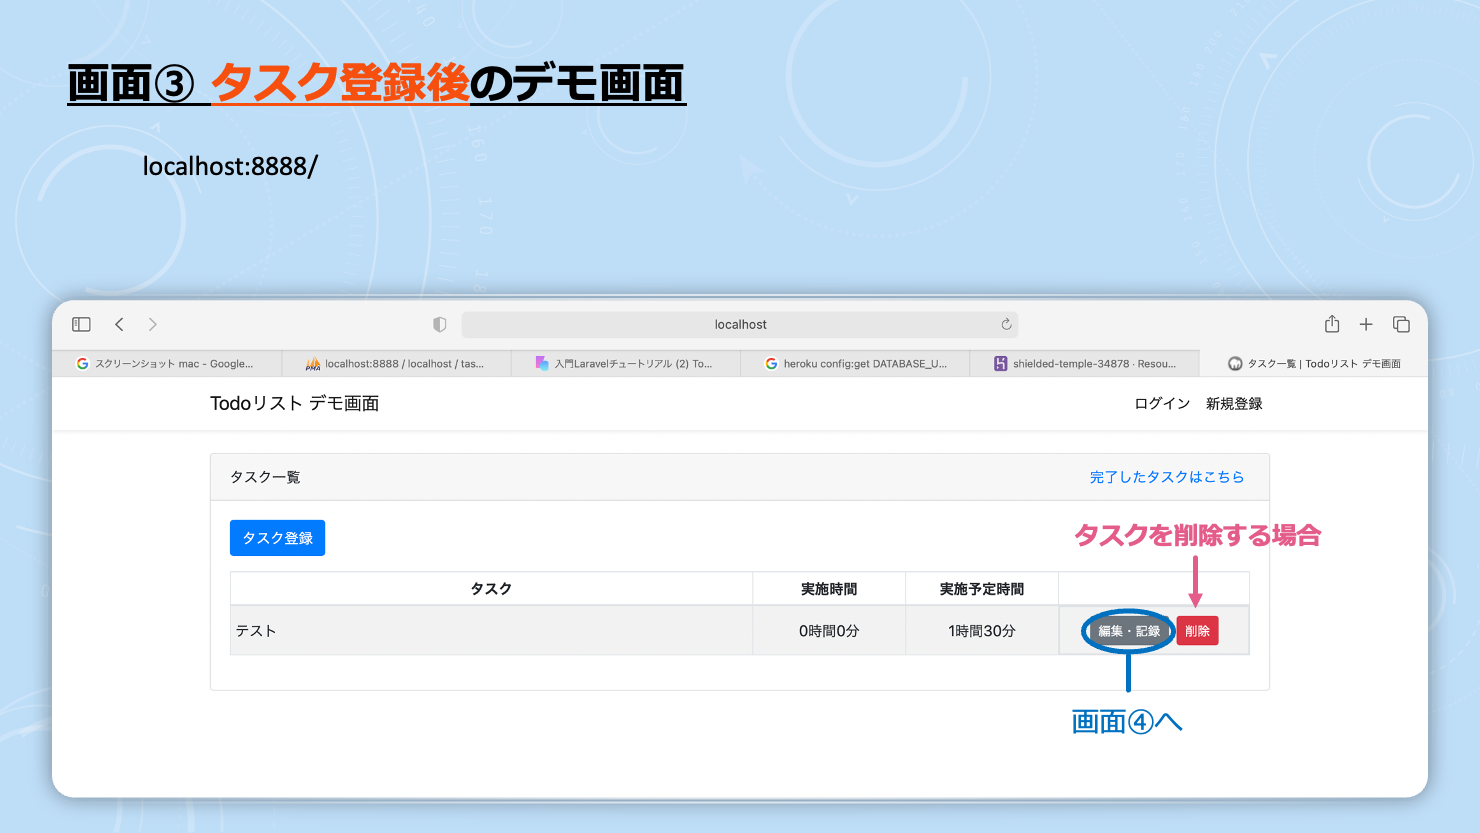 画面③ タスク登録後のデモ画面
localhost:8888/
localhost
スクリーンショット mac - Google...
localhost:8888 / localhost / tas...
入門Laravelチュートリアル (2) To...
heroku config:get DATABASE_U...
shielded-temple-34878 · Resou...
タスク一覧 | Todoリスト デモ画面
Todoリスト デモ画面
ログイン 新規登録
タスク一覧
完了したタスクはこちら
タスク登録
タスクを削除する場合
タスク 実施時間 実施予定時間
テスト 0時間0分 1時間30分 編集・記録 削除
画面④へ